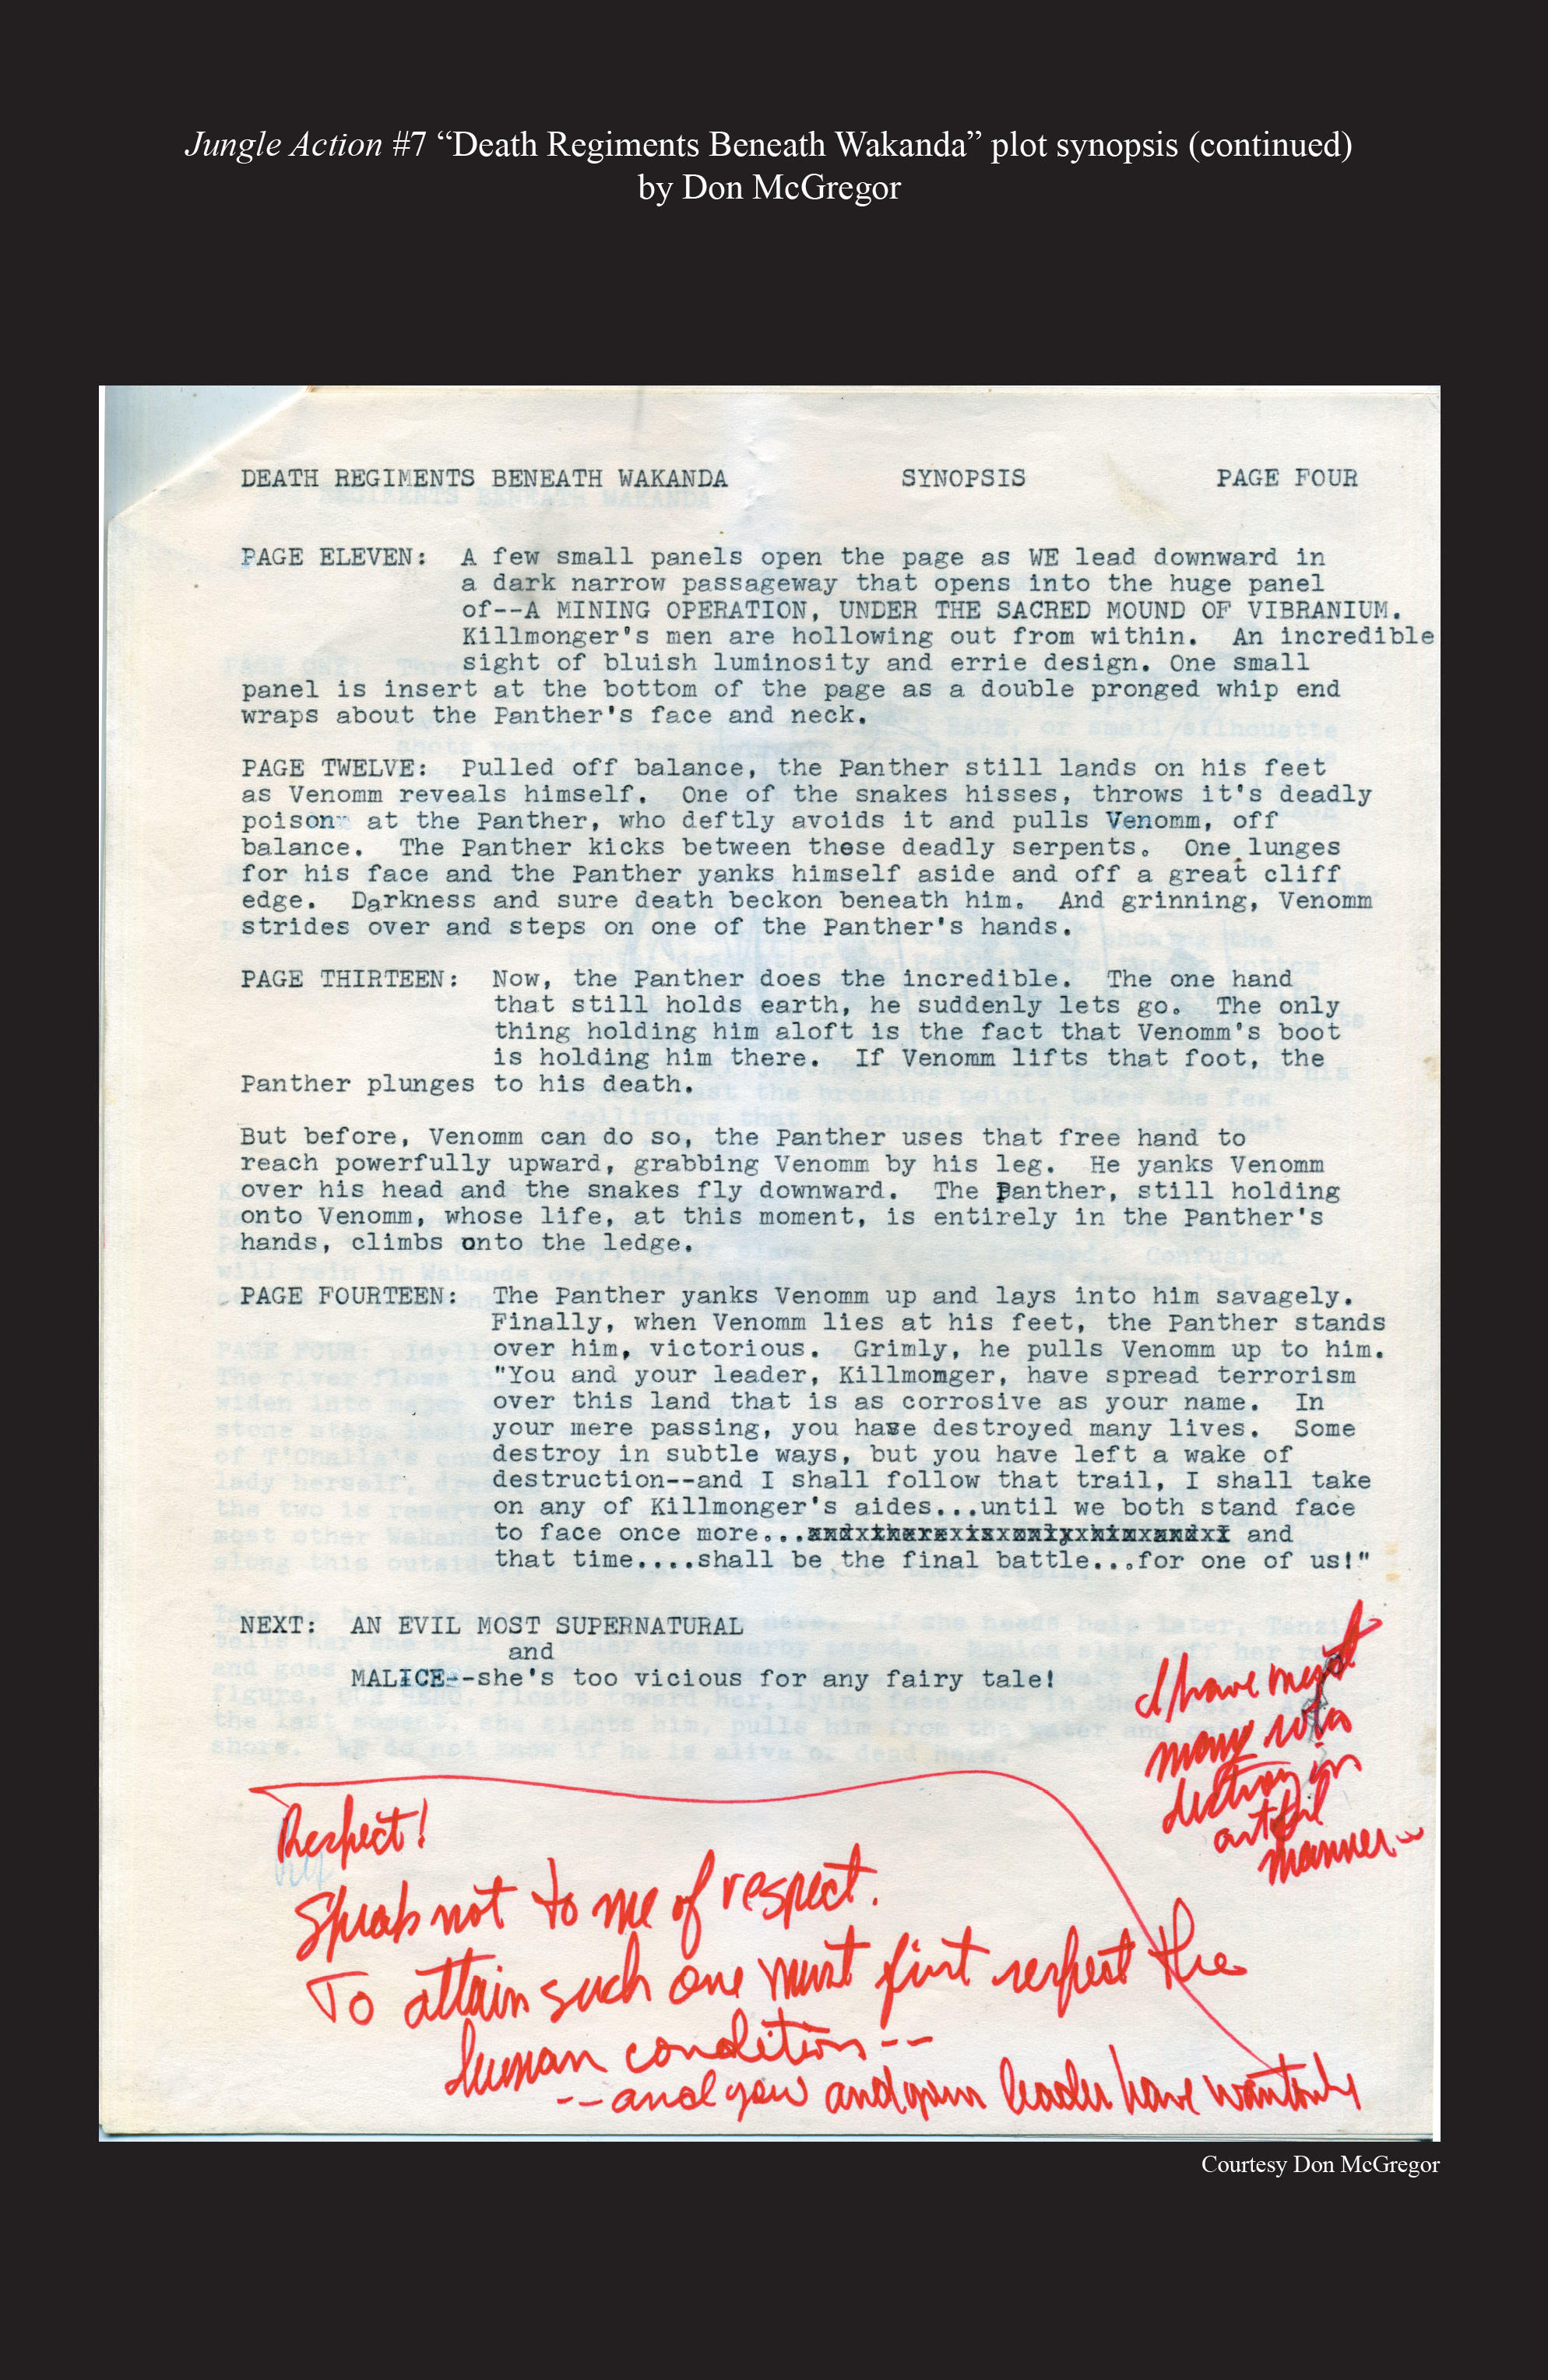 Jungle Action #7 “Death Regiments Beneath Wakanda” plot synopsis (continued)
by Don McGregor
DEATH REGIMENTS BENEATH WAKANDA SYNOPSIS PAGE FOUR
PAGE ELEVEN: A few small panels open the page as WE lead downward in
a dark narrow passageway that opens into the huge panel
of--A MINING OPERATION, UNDER THE SACRED MOUND OF VIBRANIUM.
Killmonger's men are hollowing out from within. An incredible
sight of bluish luminosity and errie design. One small
panel is insert at the bottom of the page as a double pronged whip end
wraps about the Panther's face and neck.
PAGE TWELVE: Pulled off balance, the Panther still lands on his feet
as Venomm reveals himself. One of the snakes hisses, throws it's deadly
poison at the Panther, who deftly avoids it and pulls Venomm, off
balance. The Panther kicks between these deadly serpents. One lunges
for his face and the Panther yanks himself aside and off a great cliff
edge. Darkness and sure death beckon beneath him. And grinning, Venomm
strides over and steps on one of the Panther's hands.
PAGE THIRTEEN: Now, the Panther does the incredible. The one hand
that still holds earth, he suddenly lets go. The only
thing holding him aloft is the fact that Venomm's boot
is holding him there. If Venomm lifts that foot, the
Panther plunges to his death.
But before, Venomm can do so, the Panther uses that free hand to
reach powerfully upward, grabbing Venomm by his leg. He yanks Venomm
over his head and the snakes fly downward. The Panther, still holding
onto Venomm, whose life, at this moment, is entirely in the Panther's
hands, climbs onto the ledge.
PAGE FOURTEEN: The Panther yanks Venomm up and lays into him savagely.
Finally, when Venomm lies at his feet, the Panther stands
over him, victorious. Grimly, he pulls Venomm up to him.
"You and your leader, Killmonger, have spread terrorism
over this land that is as corrosive as your name. In
your mere passing, you have destroyed many lives. Some
destroy in subtle ways, but you have left a wake of
destruction--and I shall follow that trail, I shall take
on any of Killmonger's aides...until we both stand face
to face once more... and
that time....shall be the final battle...for one of us!"
NEXT: AN EVIL MOST SUPERNATURAL
and
MALICE--she's too vicious for any fairy tale!
I have met
many who
destroy in
artful
manner
Respect!
Speak not to me of respect.
To attain such one must first respect the
human condition--
--and you and your leader have wantonly
Courtesy Don McGregor